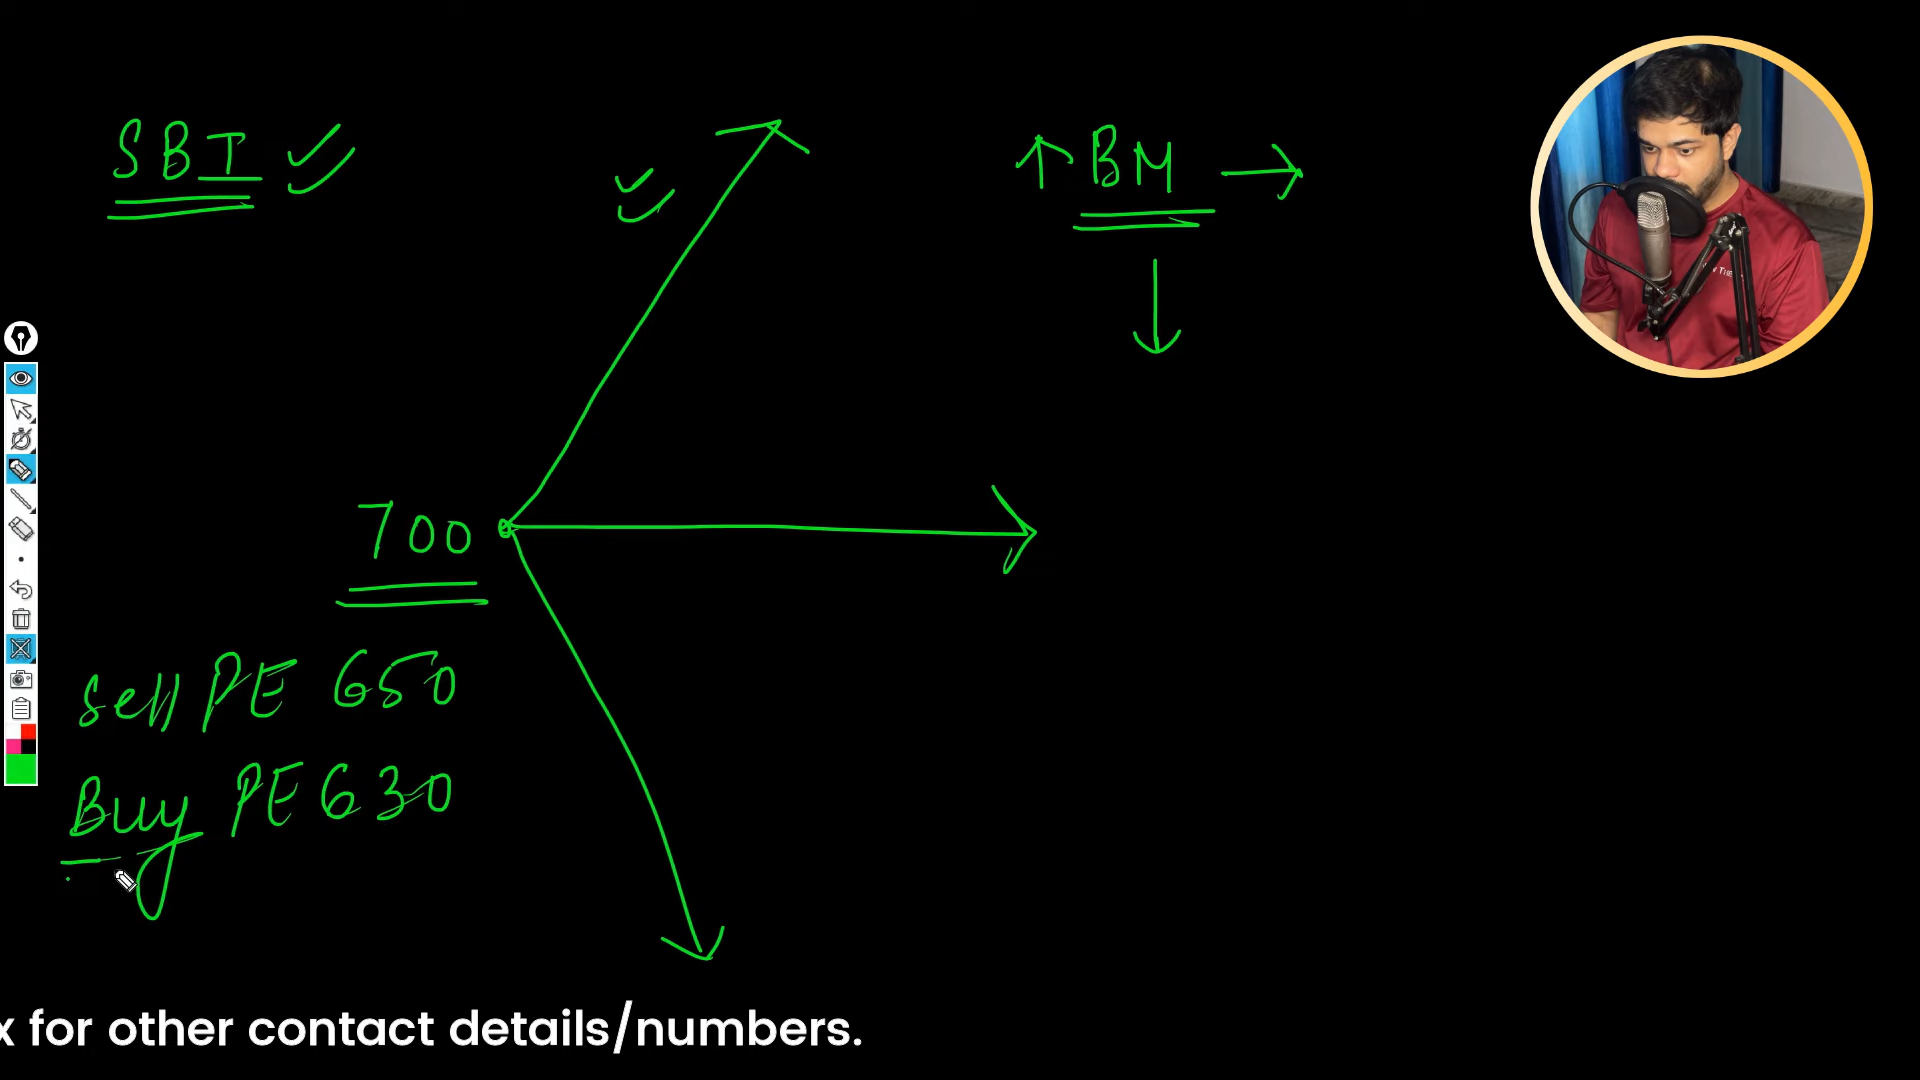 SBI
BM
700
Sell PE 650
Buy PE 630
x for other contact details/numbers.